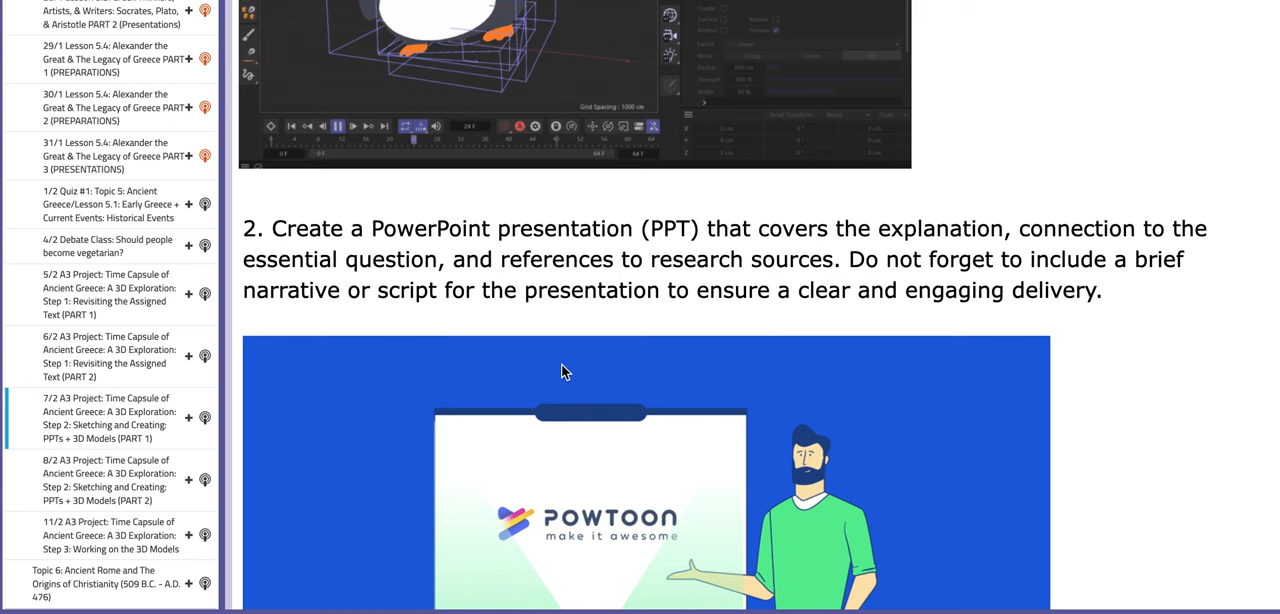 Artists, & Writers: Socrates, Plato,
& Aristotle PART 2 (Presentations)
29/1 Lesson 5.4: Alexander the
Great & The Legacy of Greece PART
1 (PREPARATIONS)
30/1 Lesson 5.4: Alexander the
Great & The Legacy of Greece PART
2 (PREPARATIONS)
31/1 Lesson 5.4: Alexander the
Great & The Legacy of Greece PART
3 (PRESENTATIONS)
1/2 Quiz #1: Topic 5: Ancient
Greece/Lesson 5.1: Early Greece +
Current Events: Historical Events
4/2 Debate Class: Should people
become vegetarian?
5/2 A3 Project: Time Capsule of
Ancient Greece: A 3D Exploration:
Step 1: Revisiting the Assigned
Text (PART 1)
6/2 A3 Project: Time Capsule of
Ancient Greece: A 3D Exploration:
Step 1: Revisiting the Assigned
Text (PART 2)
7/2 A3 Project: Time Capsule of
Ancient Greece: A 3D Exploration:
Step 2: Sketching and Creating:
PPTs + 3D Models (PART 1)
8/2 A3 Project: Time Capsule of
Ancient Greece: A 3D Exploration:
Step 2: Sketching and Creating:
PPTs + 3D Models (PART 2)
11/2 A3 Project: Time Capsule of
Ancient Greece: A 3D Exploration:
Step 3: Working on the 3D Models
Topic 6: Ancient Rome and The
Origins of Christianity (509 B.C. - A.D.
476)
Grid Spacing : 1000 cm
24 F
0 F
0 F
64 F
64 F
2. Create a PowerPoint presentation (PPT) that covers the explanation, connection to the
essential question, and references to research sources. Do not forget to include a brief
narrative or script for the presentation to ensure a clear and engaging delivery.
POWTOON
make it awesome